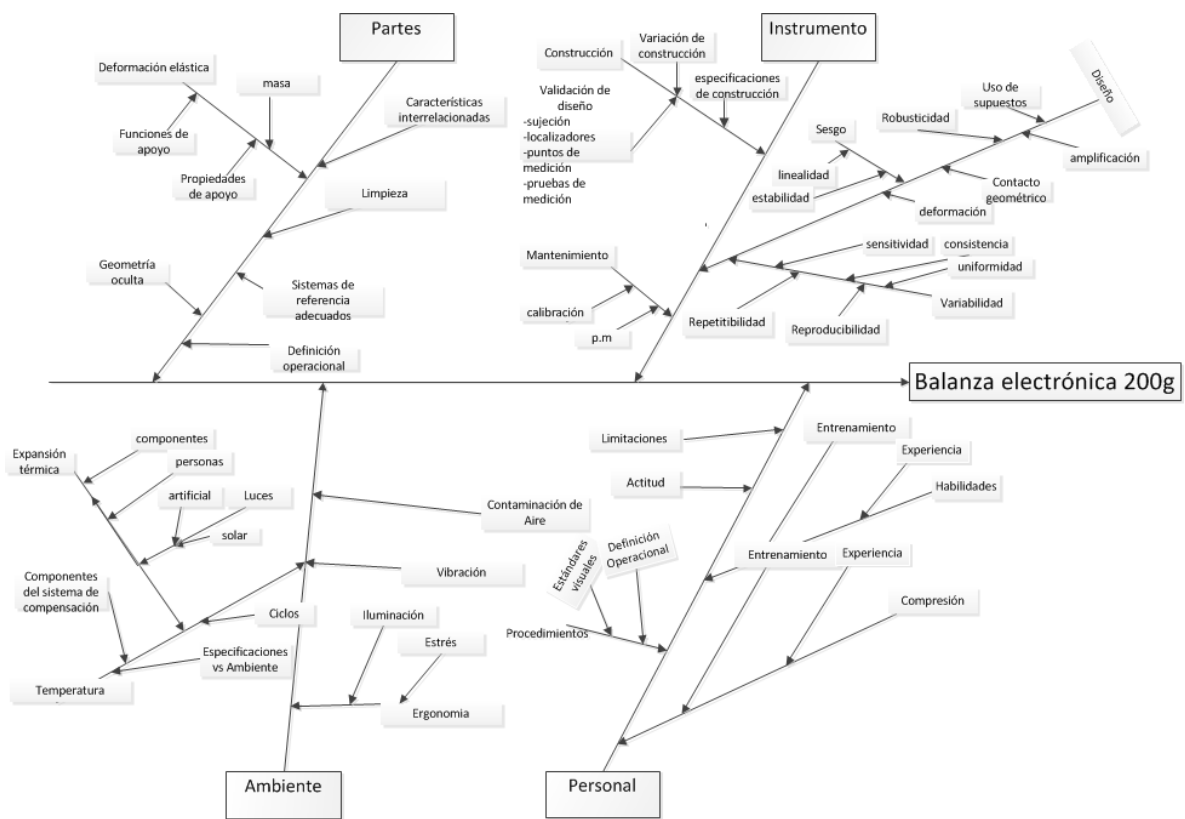 Partes
Instrumento
Deformación elástica
masa
Características
interrelacionadas
Funciones de
apoyo
Propiedades
de apoyo
Limpieza
Geometría
oculta
Sistemas de
referencia
adecuados
Definición
operacional
Construcción
Variación de
construcción
especificaciones
de construcción
Validación de
diseño
-sujeción
-localizadores
-puntos de
medición
-pruebas de
medición
Diseño
Uso de
supuestos
Robusticidad
amplificación
Sesgo
linealidad
estabilidad
Contacto
geométrico
deformación
Mantenimiento
calibración
p.m
sensitividad
consistencia
uniformidad
Variabilidad
Repetitibilidad
Reproducibilidad
Balanza electrónica 200g
Expansión
térmica
componentes
personas
artificial
Luces
solar
Componentes
del sistema de
compensación
Contaminación de
Aire
Vibración
Ciclos
Especificaciones
vs Ambiente
Temperatura
Iluminación
Estrés
Ergonomia
Limitaciones
Actitud
Entrenamiento
Experiencia
Habilidades
Estándares
visuales
Definición
Operacional
Procedimientos
Entrenamiento
Experiencia
Compresión
Ambiente
Personal